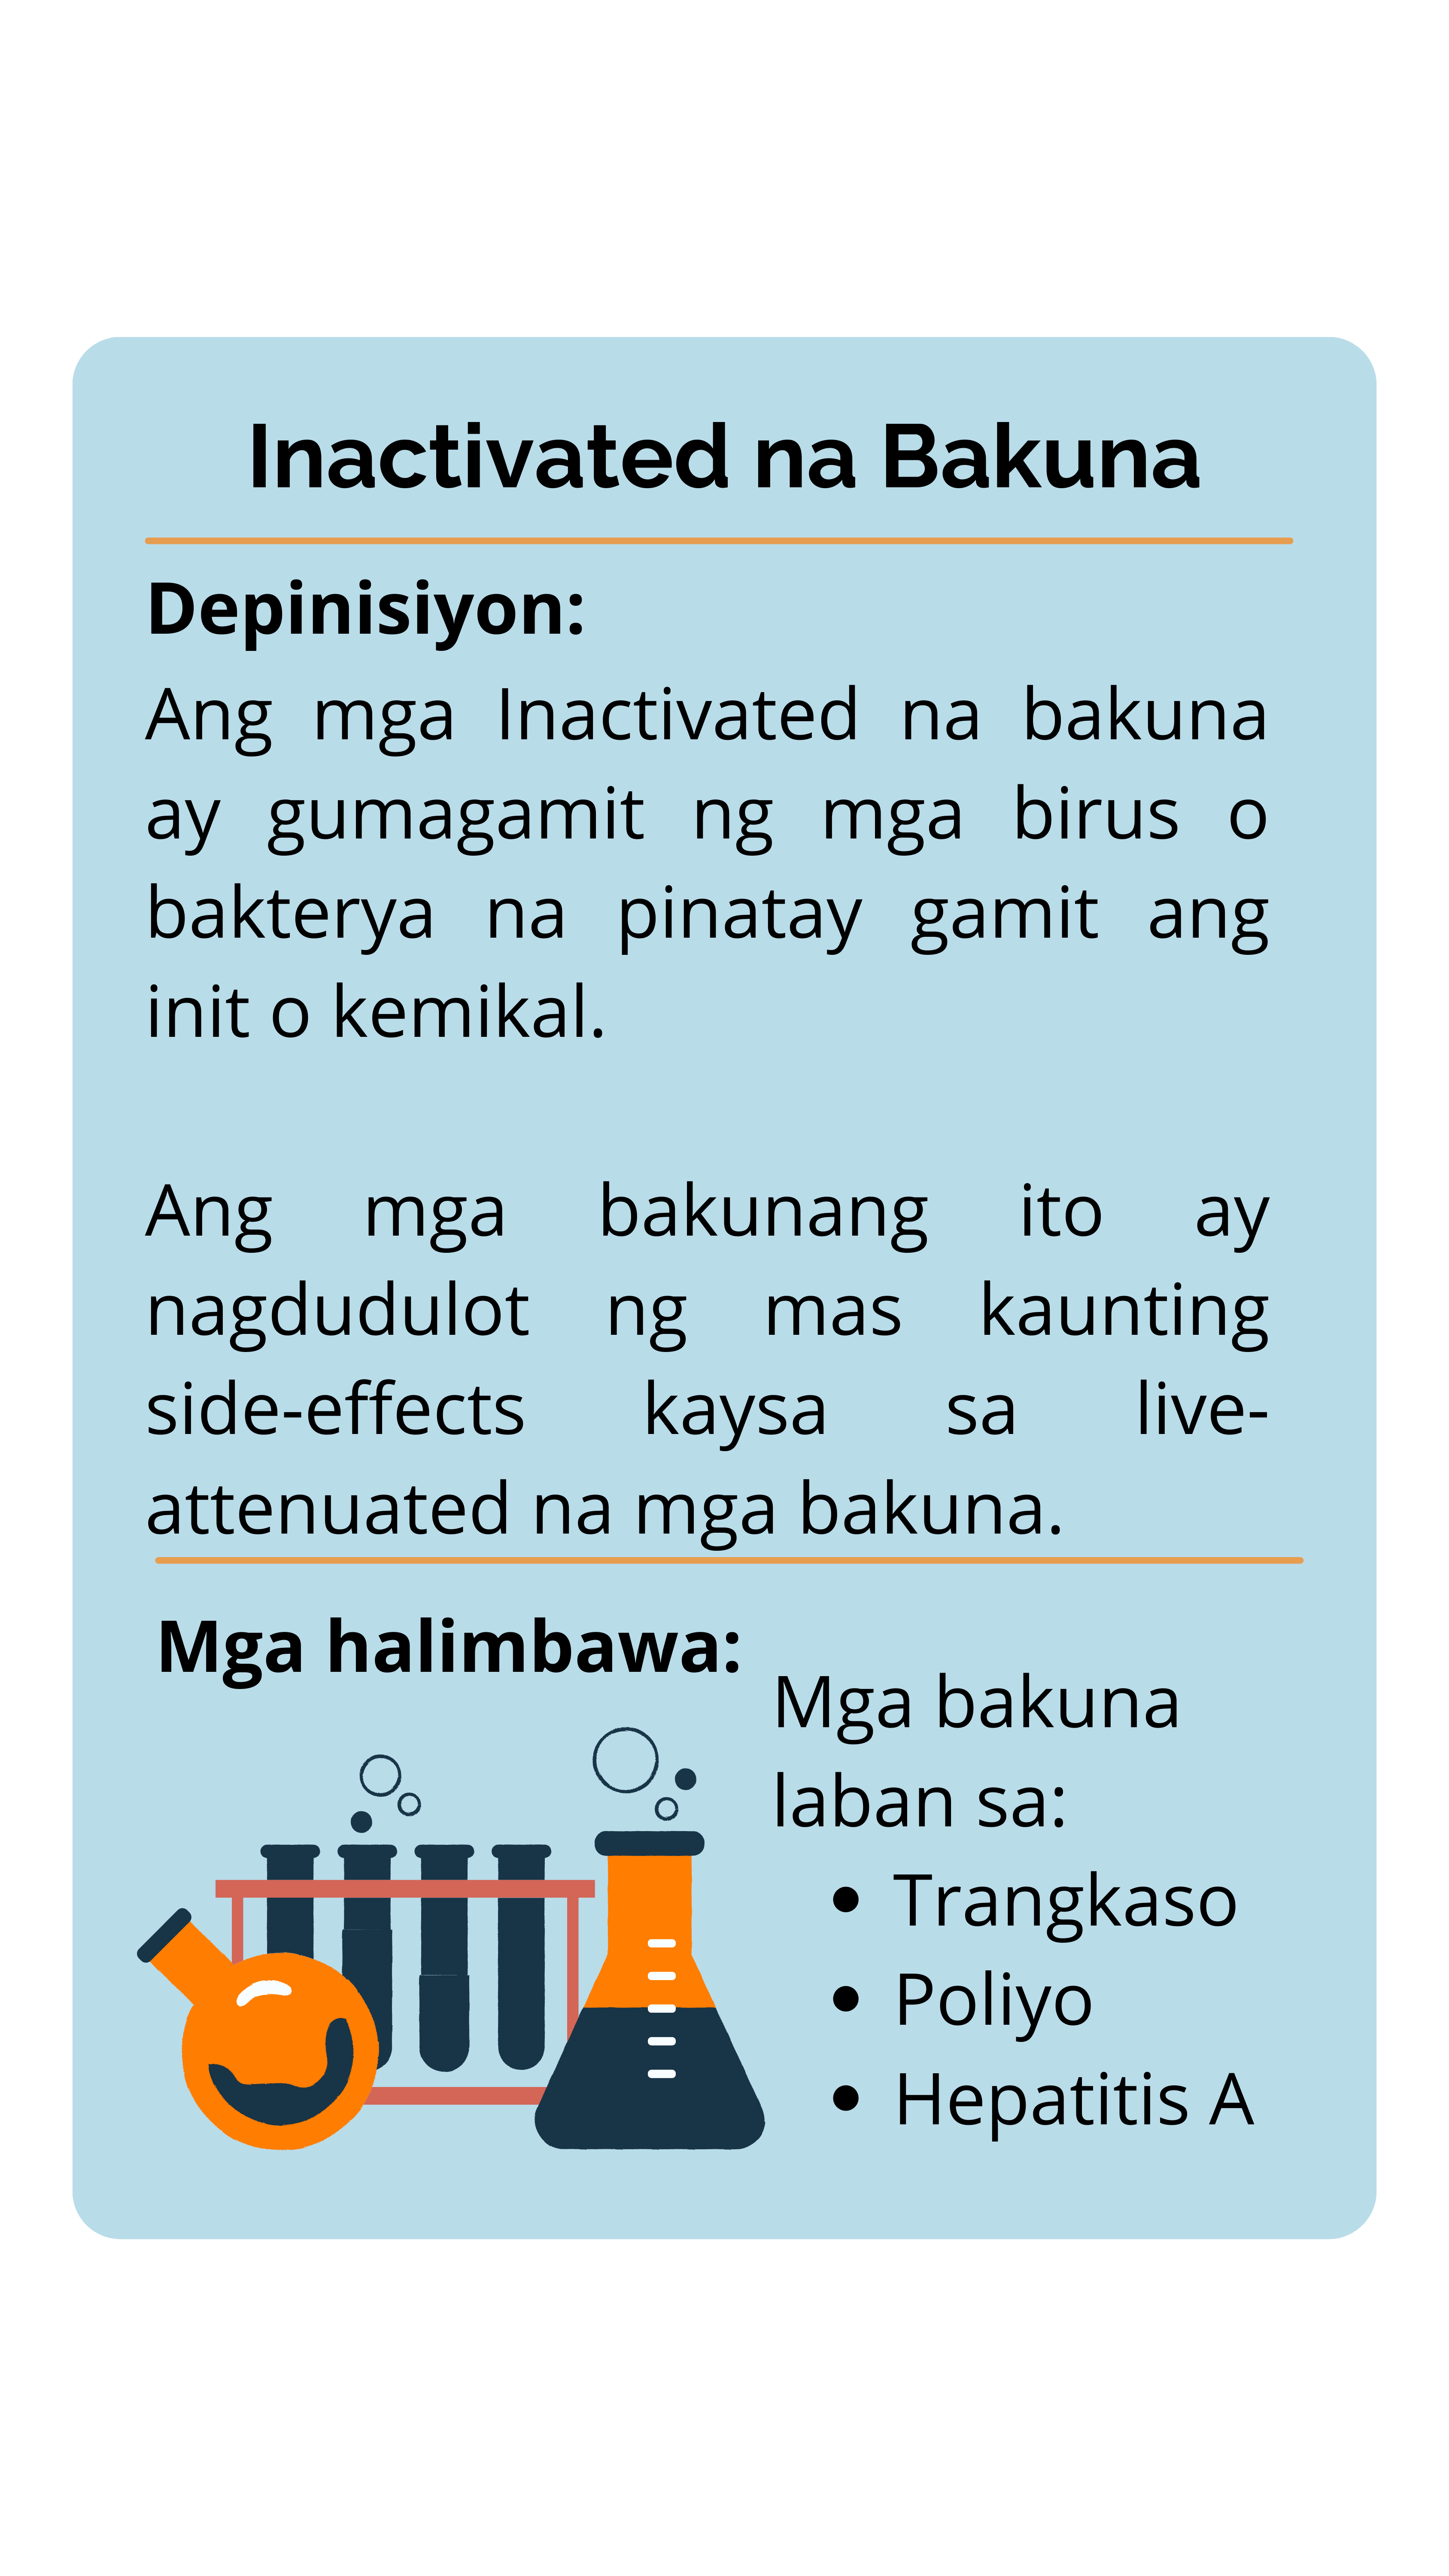 Inactivated na Bakuna
Depinisiyon:
Ang mga Inactivated na bakuna
ay gumagamit ng mga birus o
bakterya na pinatay gamit ang
init o kemikal.
Ang mga bakunang ito ay
nagdudulot ng mas kaunting
side-effects kaysa sa live-
attenuated na mga bakuna.
Mga halimbawa:
Mga bakuna
laban sa:
• Trangkaso
• Poliyo
• Hepatitis A